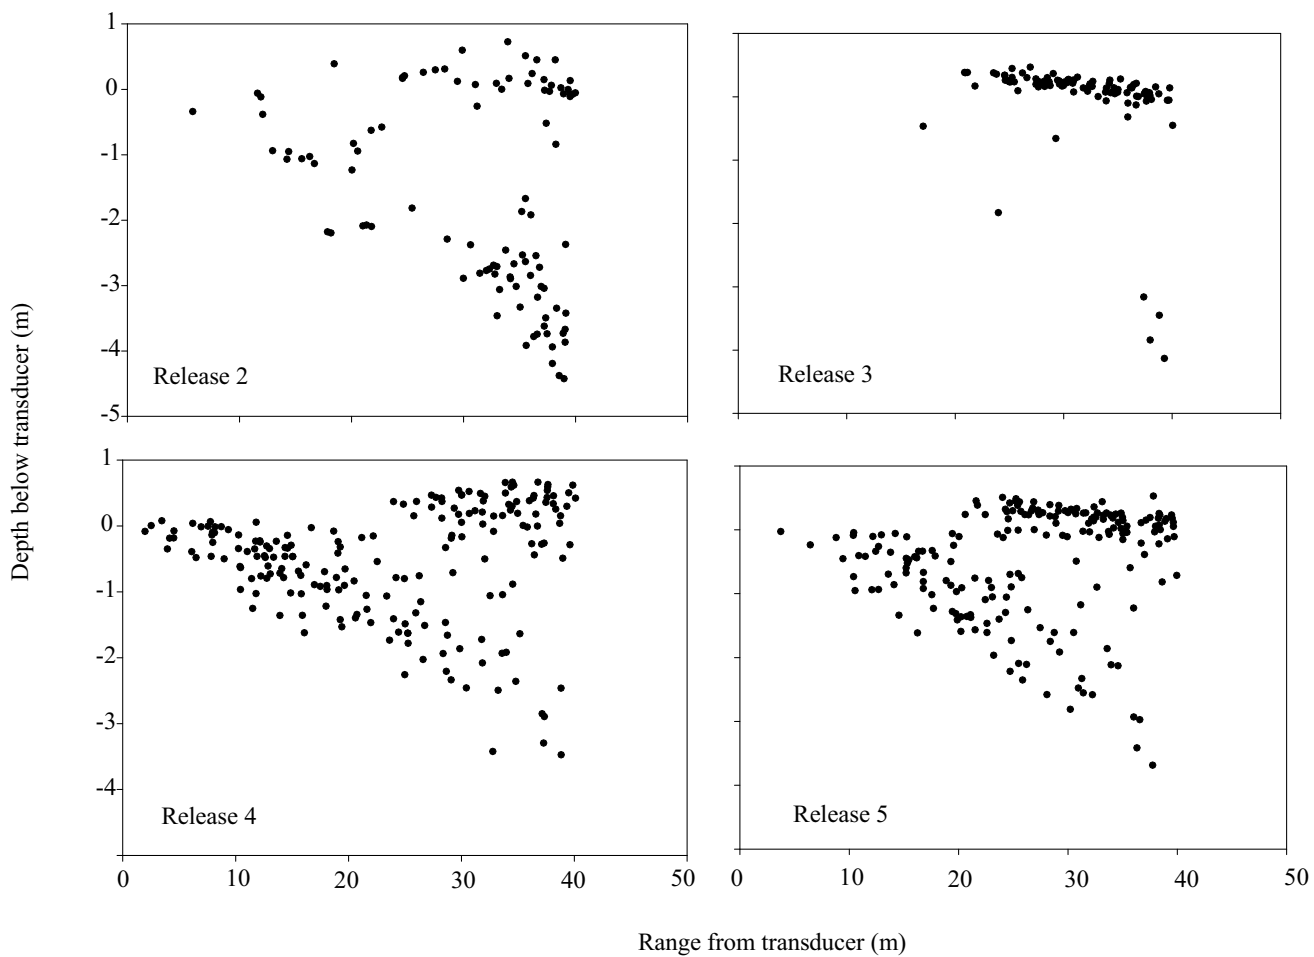 Depth below transducer (m)
1
0
-1
-2
-3
-4
-5
Release 2
Release 3
1
0
-1
-2
-3
-4
Release 4
Release 5
0 10 20 30 40 50
0 10 20 30 40 50
Range from transducer (m)